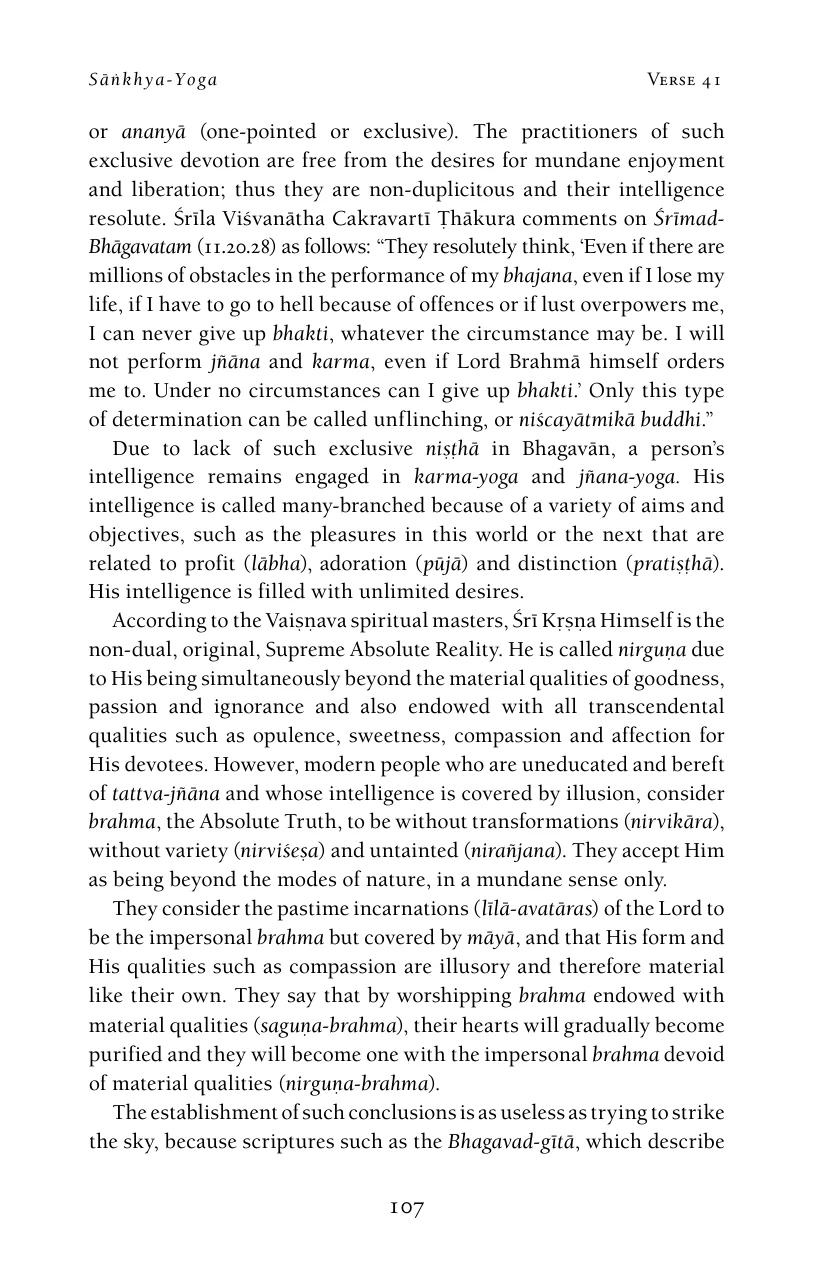 Sāṅkhya-Yoga Verse 41
or ananyā (one-pointed or exclusive). The practitioners of such
exclusive devotion are free from the desires for mundane enjoyment
and liberation; thus they are non-duplicitous and their intelligence
resolute. Śrīla Viśvanātha Cakravartī Ṭhākura comments on Śrīmad-
Bhāgavatam (11.20.28) as follows: “They resolutely think, ‘Even if there are
millions of obstacles in the performance of my bhajana, even if I lose my
life, if I have to go to hell because of offences or if lust overpowers me,
I can never give up bhakti, whatever the circumstance may be. I will
not perform jñāna and karma, even if Lord Brahmā himself orders
me to. Under no circumstances can I give up bhakti.’ Only this type
of determination can be called unflinching, or niścayātmikā buddhi.”
Due to lack of such exclusive niṣṭhā in Bhagavān, a person’s
intelligence remains engaged in karma-yoga and jñana-yoga. His
intelligence is called many-branched because of a variety of aims and
objectives, such as the pleasures in this world or the next that are
related to profit (lābha), adoration (pūjā) and distinction (pratiṣṭhā).
His intelligence is filled with unlimited desires.
According to the Vaiṣṇava spiritual masters, Śrī Kṛṣṇa Himself is the
non-dual, original, Supreme Absolute Reality. He is called nirguṇa due
to His being simultaneously beyond the material qualities of goodness,
passion and ignorance and also endowed with all transcendental
qualities such as opulence, sweetness, compassion and affection for
His devotees. However, modern people who are uneducated and bereft
of tattva-jñāna and whose intelligence is covered by illusion, consider
brahma, the Absolute Truth, to be without transformations (nirvikāra),
without variety (nirviśeṣa) and untainted (nirañjana). They accept Him
as being beyond the modes of nature, in a mundane sense only.
They consider the pastime incarnations (līlā-avatāras) of the Lord to
be the impersonal brahma but covered by māyā, and that His form and
His qualities such as compassion are illusory and therefore material
like their own. They say that by worshipping brahma endowed with
material qualities (saguṇa-brahma), their hearts will gradually become
purified and they will become one with the impersonal brahma devoid
of material qualities (nirguṇa-brahma).
The establishment of such conclusions is as useless as trying to strike
the sky, because scriptures such as the Bhagavad-gītā, which describe
107